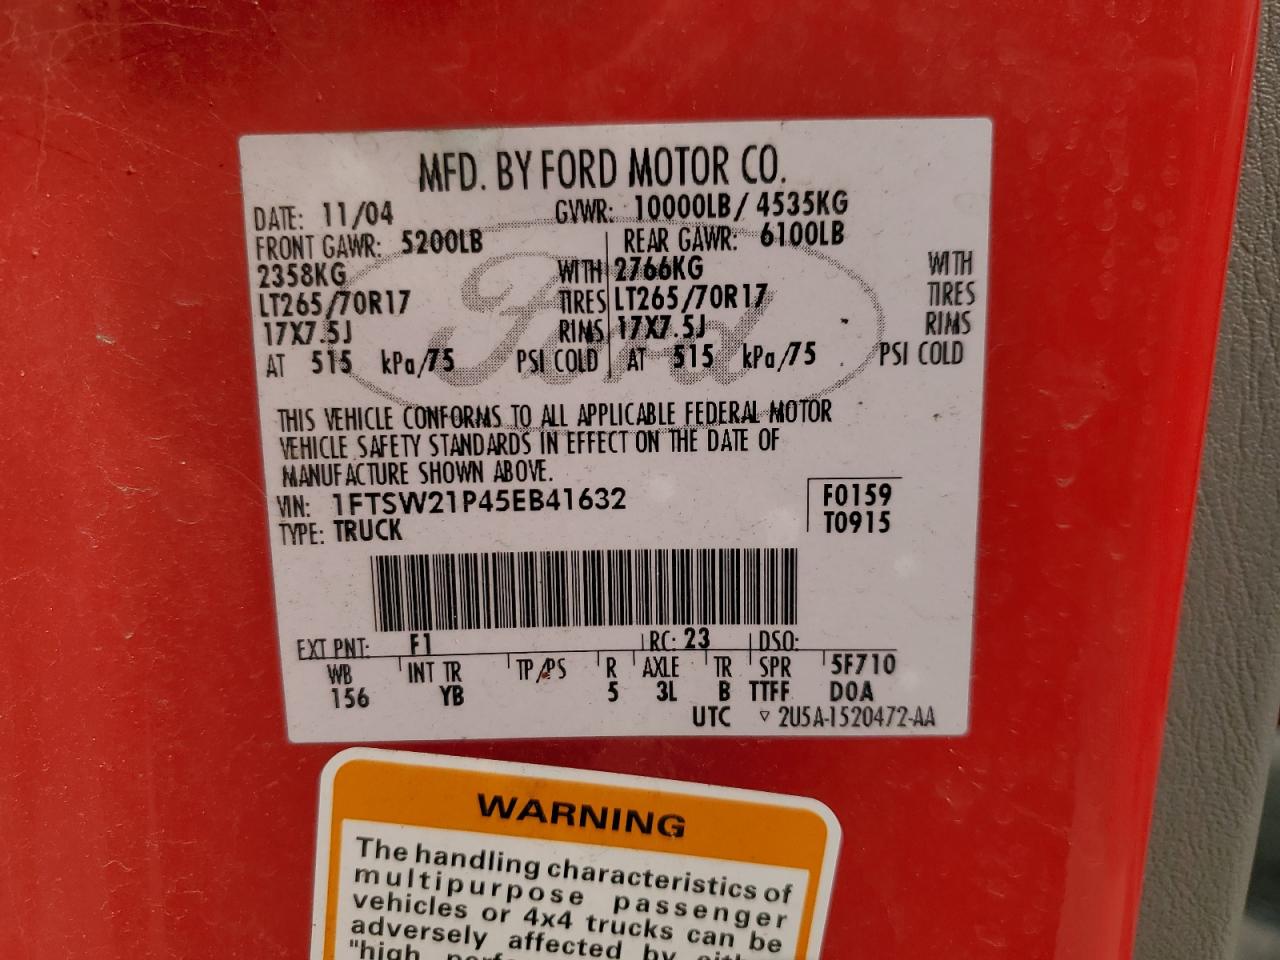 MFD. BY FORD MOTOR CO.
DATE: 11/04 GVWR: 10000LB/ 4535KG
FRONT GAWR: 5200LB REAR GAWR: 6100LB
2358KG WITH 2766KG WITH
LT265/70R17 TIRES LT265/70R17 TIRES
17X7.5J RIMS 17X7.5J RIMS
AT 515 kPa/75 PSI COLD AT 515 kPa/75 PSI COLD
Ford
THIS VEHICLE CONFORMS TO ALL APPLICABLE FEDERAL MOTOR
VEHICLE SAFETY STANDARDS IN EFFECT ON THE DATE OF
MANUFACTURE SHOWN ABOVE.
VIN: 1FTSW21P45EB41632 F0159
TYPE: TRUCK T0915
EXT PNT: F1 RC: 23 DSO:
WB INT TR TP/PS R AXLE TR SPR 5F710
156 YB 5 3L B TTFF DOA
UTC ▽ 2U5A-1520472-AA
WARNING
The handling characteristics of
multipurpose passenger
vehicles or 4x4 trucks can be
adversely affected by
"high